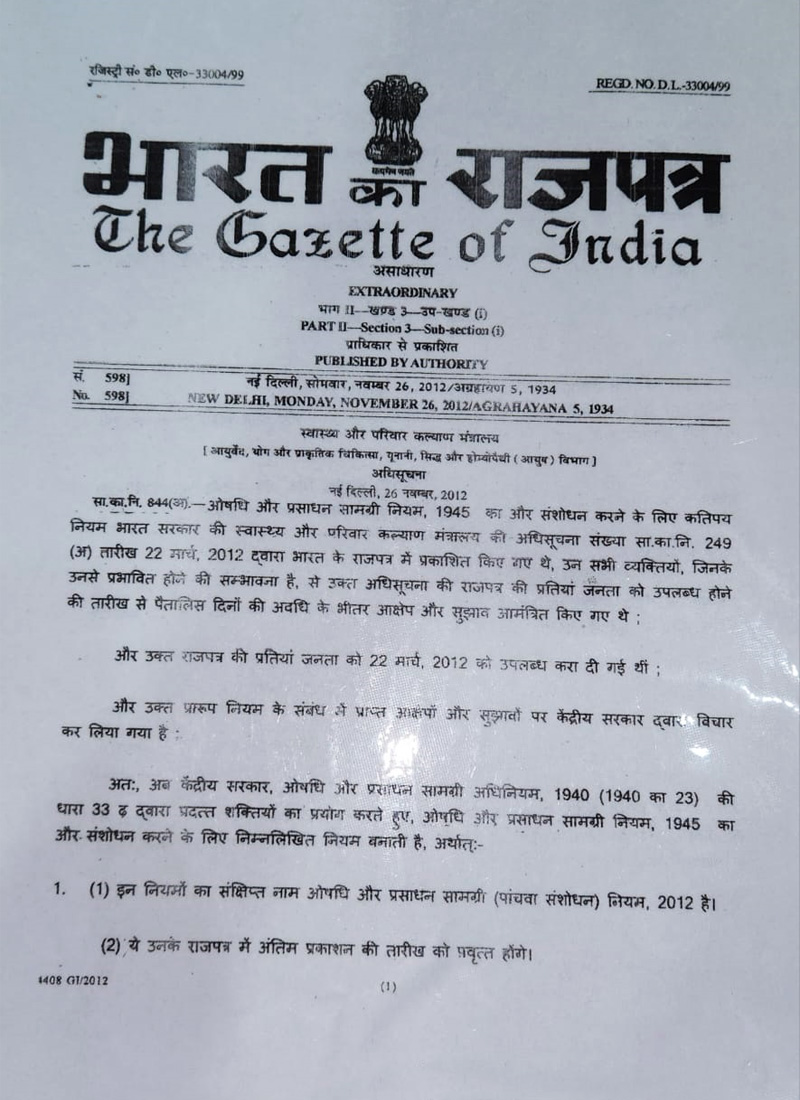 रजिस्ट्री सं० डी० एल०-33004/99
REGD. NO. D. L.-33004/99
सत्यमेव जयते
भारत का राजपत्र
The Gazette of India
असाधारण
EXTRAORDINARY
भाग II—खण्ड 3—उप-खण्ड (i)
PART II—Section 3—Sub-section (i)
प्राधिकार से प्रकाशित
PUBLISHED BY AUTHORITY
सं. 598] नई दिल्ली, सोमवार, नवम्बर 26, 2012/अग्रहायण 5, 1934
No. 598] NEW DELHI, MONDAY, NOVEMBER 26, 2012/AGRAHAYANA 5, 1934
स्वास्थ्य और परिवार कल्याण मंत्रालय
[ आयुर्वेद, योग और प्राकृतिक चिकित्सा, यूनानी, सिद्ध और होम्योपैथी ( आयुष ) विभाग ]
अधिसूचना
नई दिल्ली, 26 नवम्बर, 2012
सा.का.नि. 844(अ).—ओषधि और प्रसाधन सामग्री नियम, 1945 का और संशोधन करने के लिए कतिपय
नियम भारत सरकार की स्वास्थ्य और परिवार कल्याण मंत्रालय की अधिसूचना संख्या सा.का.नि. 249
(अ) तारीख 22 मार्च, 2012 द्वारा भारत के राजपत्र में प्रकाशित किए गए थे, उन सभी व्यक्तियों, जिनके
उनसे प्रभावित होने की सम्भावना है, से उक्त अधिसूचना की राजपत्र की प्रतियां जनता को उपलब्ध होने
की तारीख से पैतालिस दिनों की अवधि के भीतर आक्षेप और सुझाव आमंत्रित किए गए थे ;
और उक्त राजपत्र की प्रतियां जनता को 22 मार्च, 2012 को उपलब्ध करा दी गई थीं ;
और उक्त प्रारूप नियम के संबंध में प्राप्त आक्षेपों और सुझावों पर केंद्रीय सरकार द्वारा विचार
कर लिया गया है ;
अत:, अब केंद्रीय सरकार, ओषधि और प्रसाधन सामग्री अधिनियम, 1940 (1940 का 23) की
धारा 33 ढ द्वारा प्रदत्त शक्तियों का प्रयोग करते हुए, ओषधि और प्रसाधन सामग्री नियम, 1945 का
और संशोधन करने के लिए निम्नलिखित नियम बनाती है, अर्थात्:-
1. (1) इन नियमों का संक्षिप्त नाम ओषधि और प्रसाधन सामग्री (पांचवा संशोधन) नियम, 2012 है।
(2) ये उनके राजपत्र में अंतिम प्रकाशन की तारीख को प्रवृत्त होंगे।
4408 GI/2012
(1)